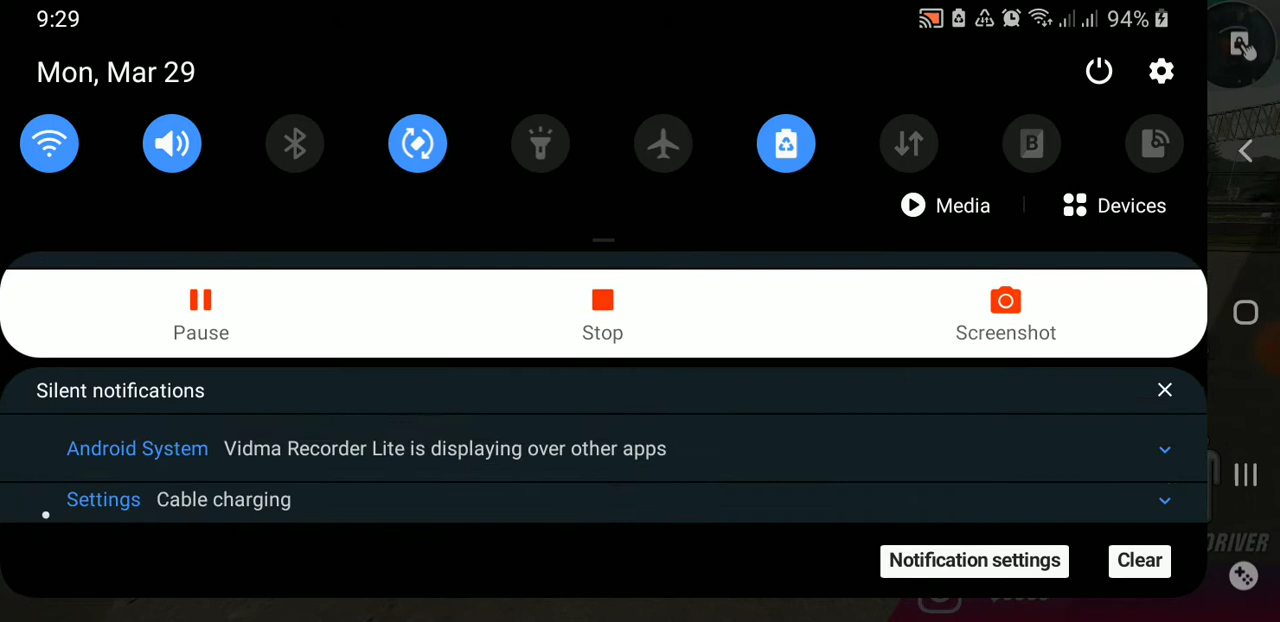 9:29
94%
Mon, Mar 29
B
Media
Devices
Pause
Stop
Screenshot
Silent notifications
Android System Vidma Recorder Lite is displaying over other apps
Settings Cable charging
DRIVER
Notification settings
Clear